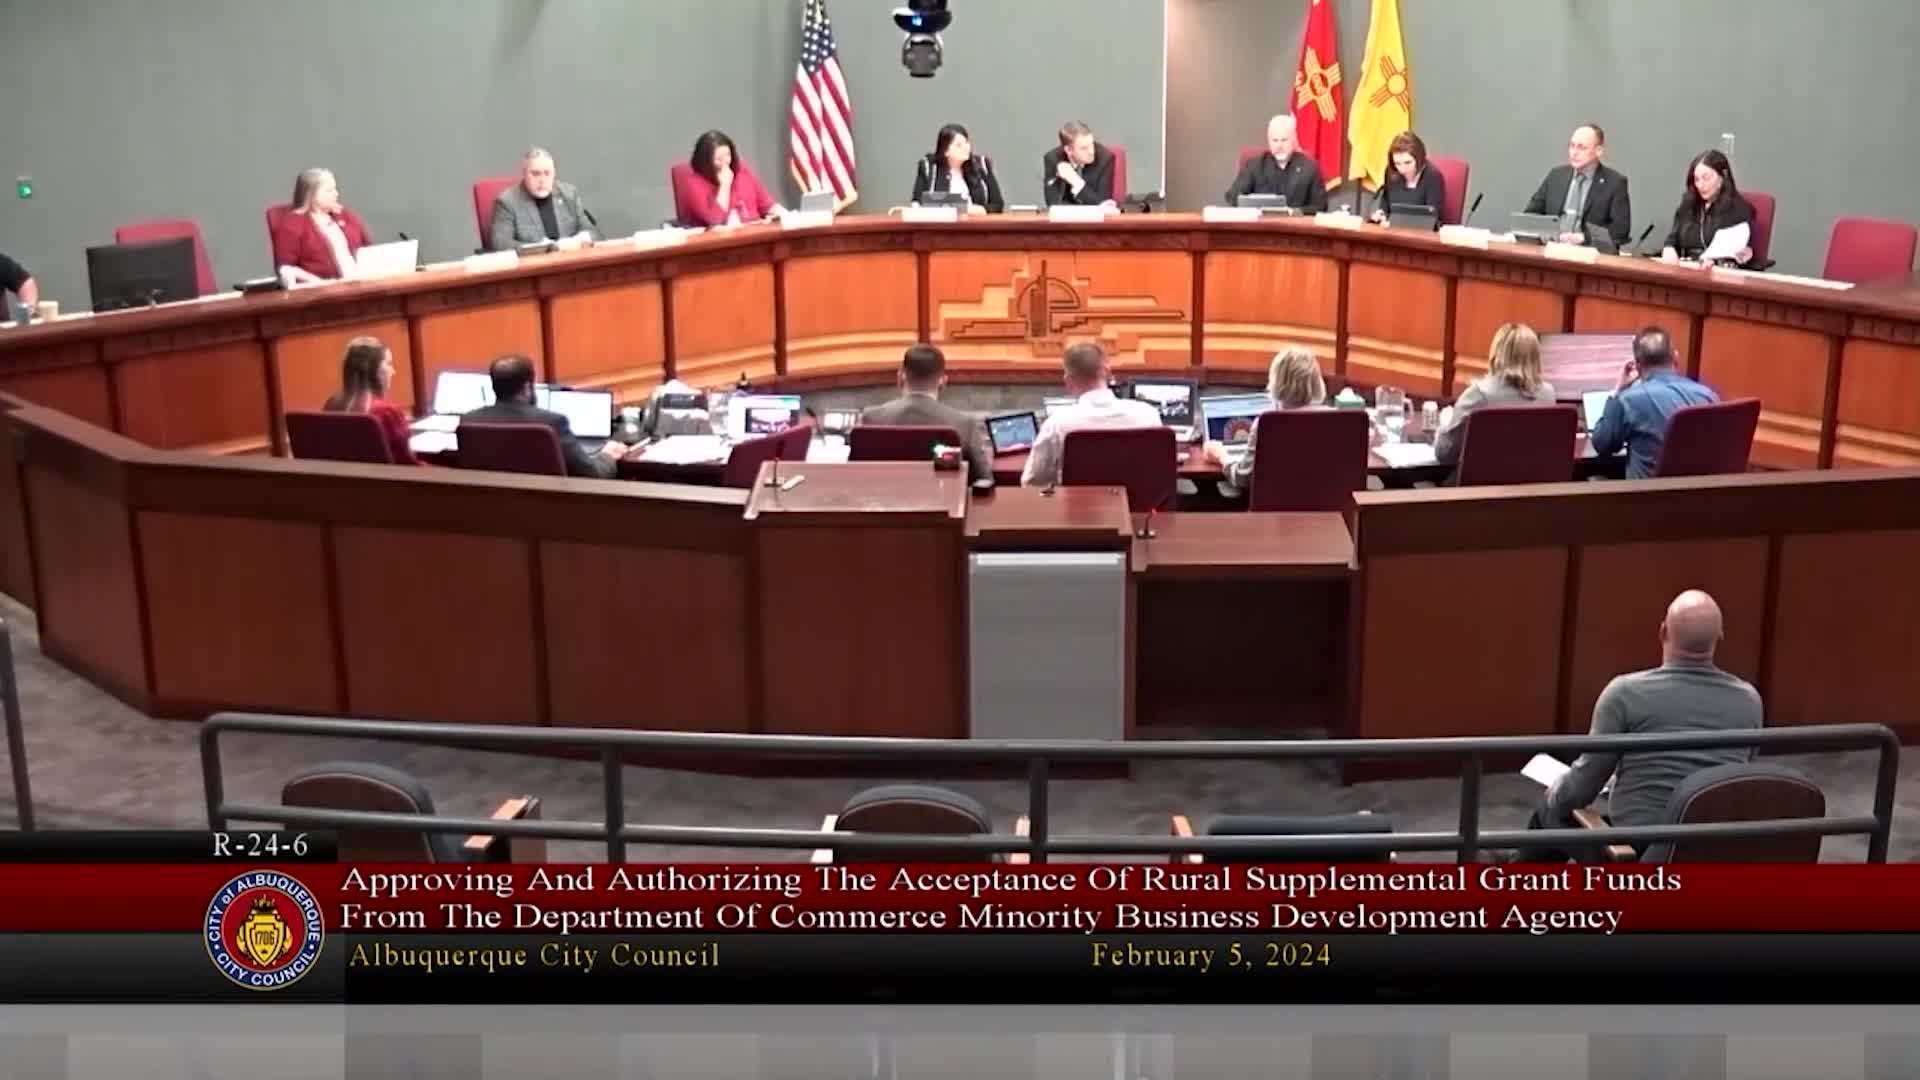 R-24-6
Approving And Authorizing The Acceptance Of Rural Supplemental Grant Funds
From The Department Of Commerce Minority Business Development Agency
Albuquerque City Council
February 5, 2024
CITY of ALBUQUERQUE
1706
CITY COUNCIL